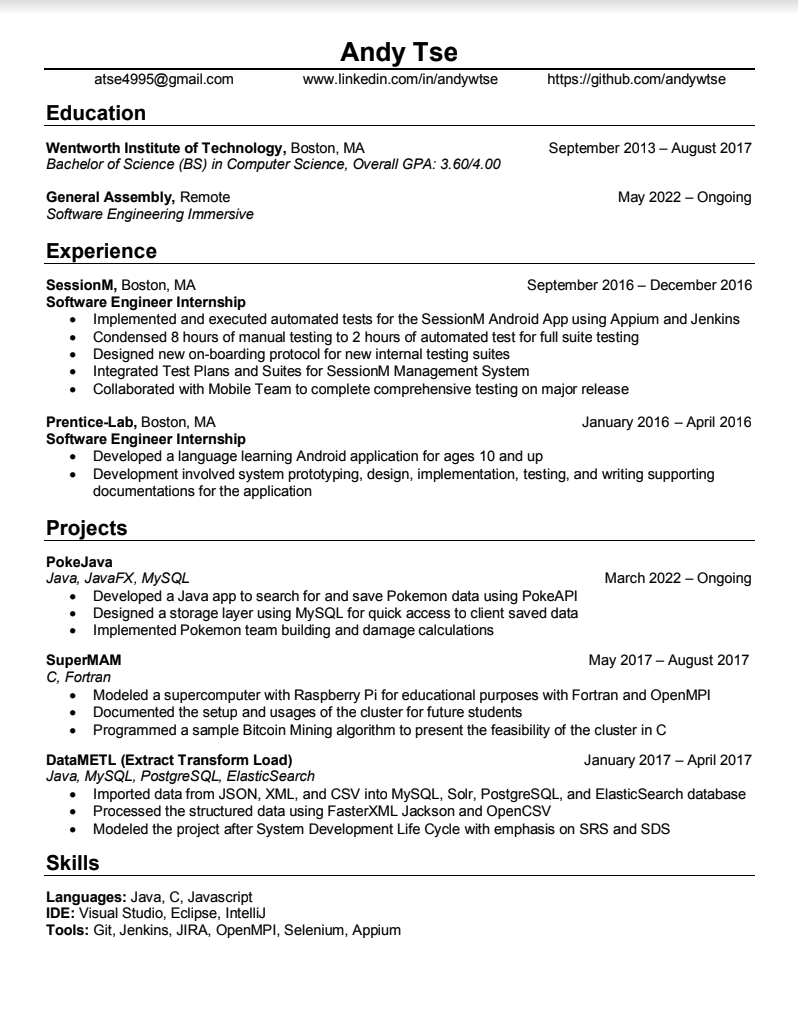 Andy Tse
atse4995@gmail.com www.linkedin.com/in/andywtse https://github.com/andywtse
Education
Wentworth Institute of Technology, Boston, MA September 2013 – August 2017
Bachelor of Science (BS) in Computer Science, Overall GPA: 3.60/4.00
General Assembly, Remote May 2022 – Ongoing
Software Engineering Immersive
Experience
SessionM, Boston, MA September 2016 – December 2016
Software Engineer Internship
• Implemented and executed automated tests for the SessionM Android App using Appium and Jenkins
• Condensed 8 hours of manual testing to 2 hours of automated test for full suite testing
• Designed new on-boarding protocol for new internal testing suites
• Integrated Test Plans and Suites for SessionM Management System
• Collaborated with Mobile Team to complete comprehensive testing on major release
Prentice-Lab, Boston, MA January 2016 – April 2016
Software Engineer Internship
• Developed a language learning Android application for ages 10 and up
• Development involved system prototyping, design, implementation, testing, and writing supporting
documentations for the application
Projects
PokeJava
Java, JavaFX, MySQL March 2022 – Ongoing
• Developed a Java app to search for and save Pokemon data using PokeAPI
• Designed a storage layer using MySQL for quick access to client saved data
• Implemented Pokemon team building and damage calculations
SuperMAM May 2017 – August 2017
C, Fortran
• Modeled a supercomputer with Raspberry Pi for educational purposes with Fortran and OpenMPI
• Documented the setup and usages of the cluster for future students
• Programmed a sample Bitcoin Mining algorithm to present the feasibility of the cluster in C
DataMETL (Extract Transform Load) January 2017 – April 2017
Java, MySQL, PostgreSQL, ElasticSearch
• Imported data from JSON, XML, and CSV into MySQL, Solr, PostgreSQL, and ElasticSearch database
• Processed the structured data using FasterXML Jackson and OpenCSV
• Modeled the project after System Development Life Cycle with emphasis on SRS and SDS
Skills
Languages: Java, C, Javascript
IDE: Visual Studio, Eclipse, IntelliJ
Tools: Git, Jenkins, JIRA, OpenMPI, Selenium, Appium